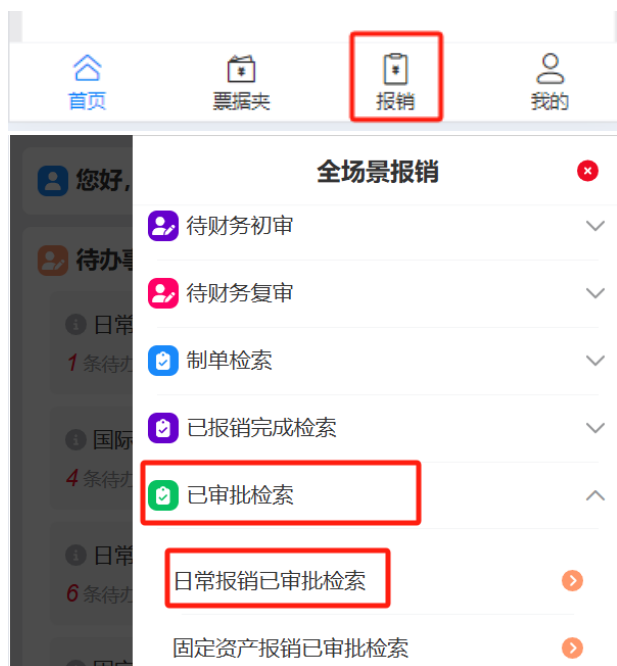 首页
票据夹
报销
我的
您好,
全场景报销
待财务初审
待办事
待财务复审
日常
1 条待办
制单检索
已报销完成检索
国际
4 条待办
已审批检索
日常
6 条待办
日常报销已审批检索
固定资产报销已审批检索